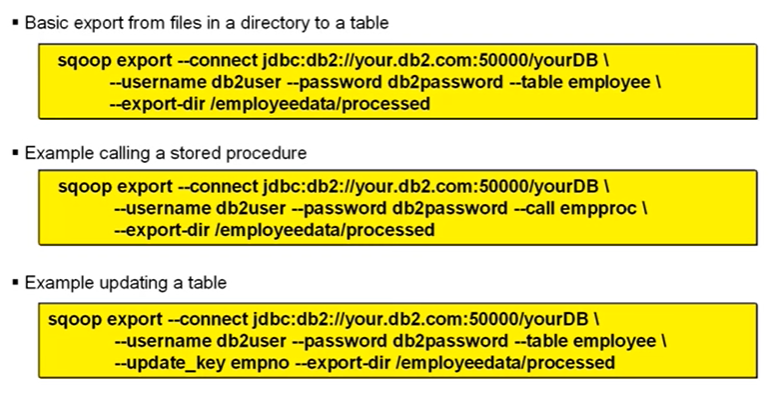 ▪ Basic export from files in a directory to a table
sqoop export --connect jdbc:db2://your.db2.com:50000/yourDB \
--username db2user --password db2password --table employee \
--export-dir /employeedata/processed
▪ Example calling a stored procedure
sqoop export --connect jdbc:db2://your.db2.com:50000/yourDB \
--username db2user --password db2password --call empproc \
--export-dir /employeedata/processed
▪ Example updating a table
sqoop export --connect jdbc:db2://your.db2.com:50000/yourDB \
--username db2user --password db2password --table employee \
--update_key empno --export-dir /employeedata/processed